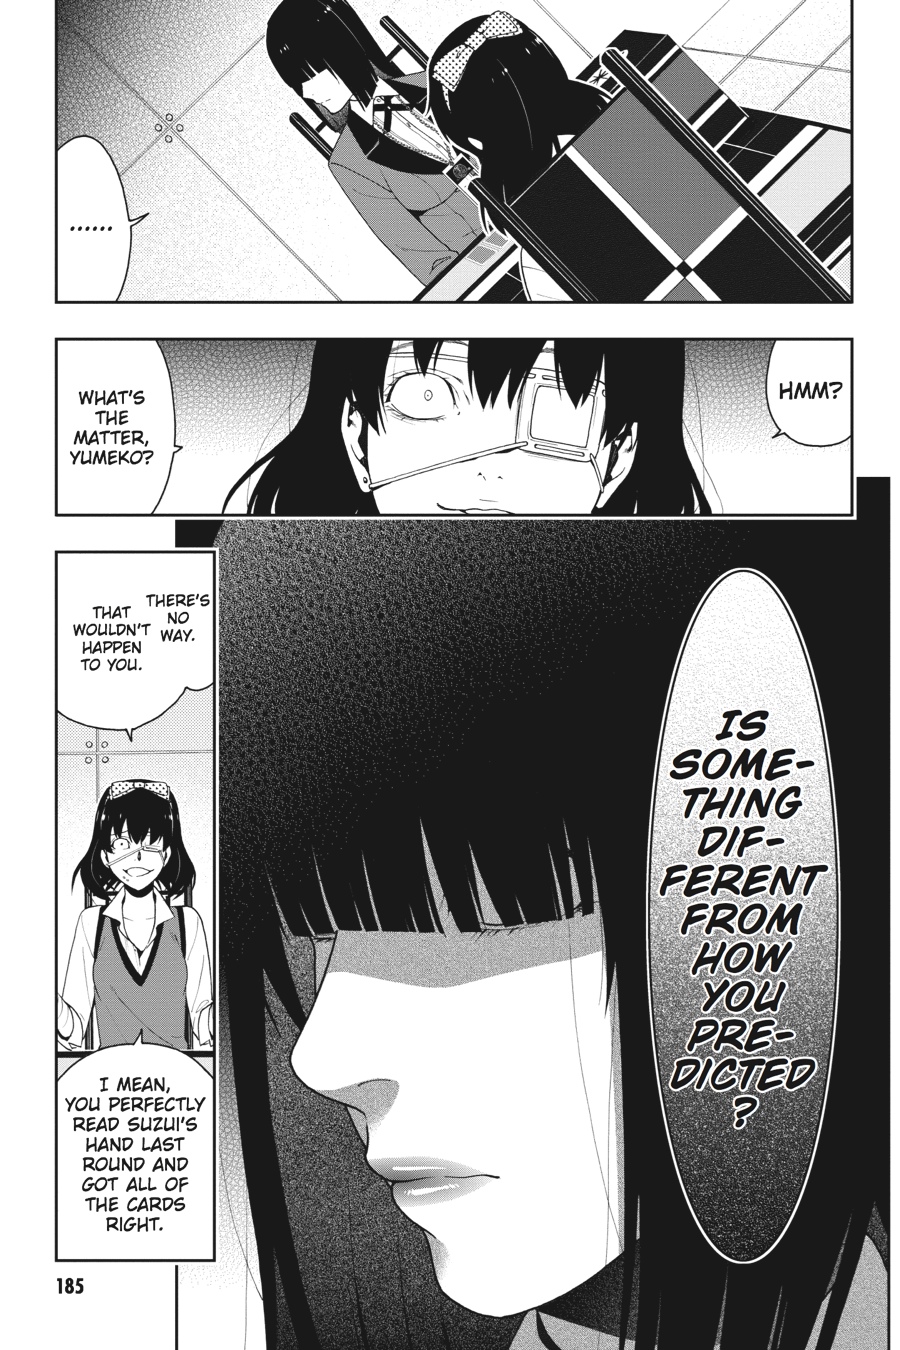 ......
HMM?
WHAT'S
THE
MATTER,
YUMEKO?
IS
SOME-
THING
DIF-
FERENT
FROM
HOW
YOU
PRE-
DICTED
?
THERE'S
NO
WAY.
THAT
WOULDN'T
HAPPEN
TO YOU.
I MEAN,
YOU PERFECTLY
READ SUZUI'S
HAND LAST
ROUND AND
GOT ALL OF
THE CARDS
RIGHT.
185